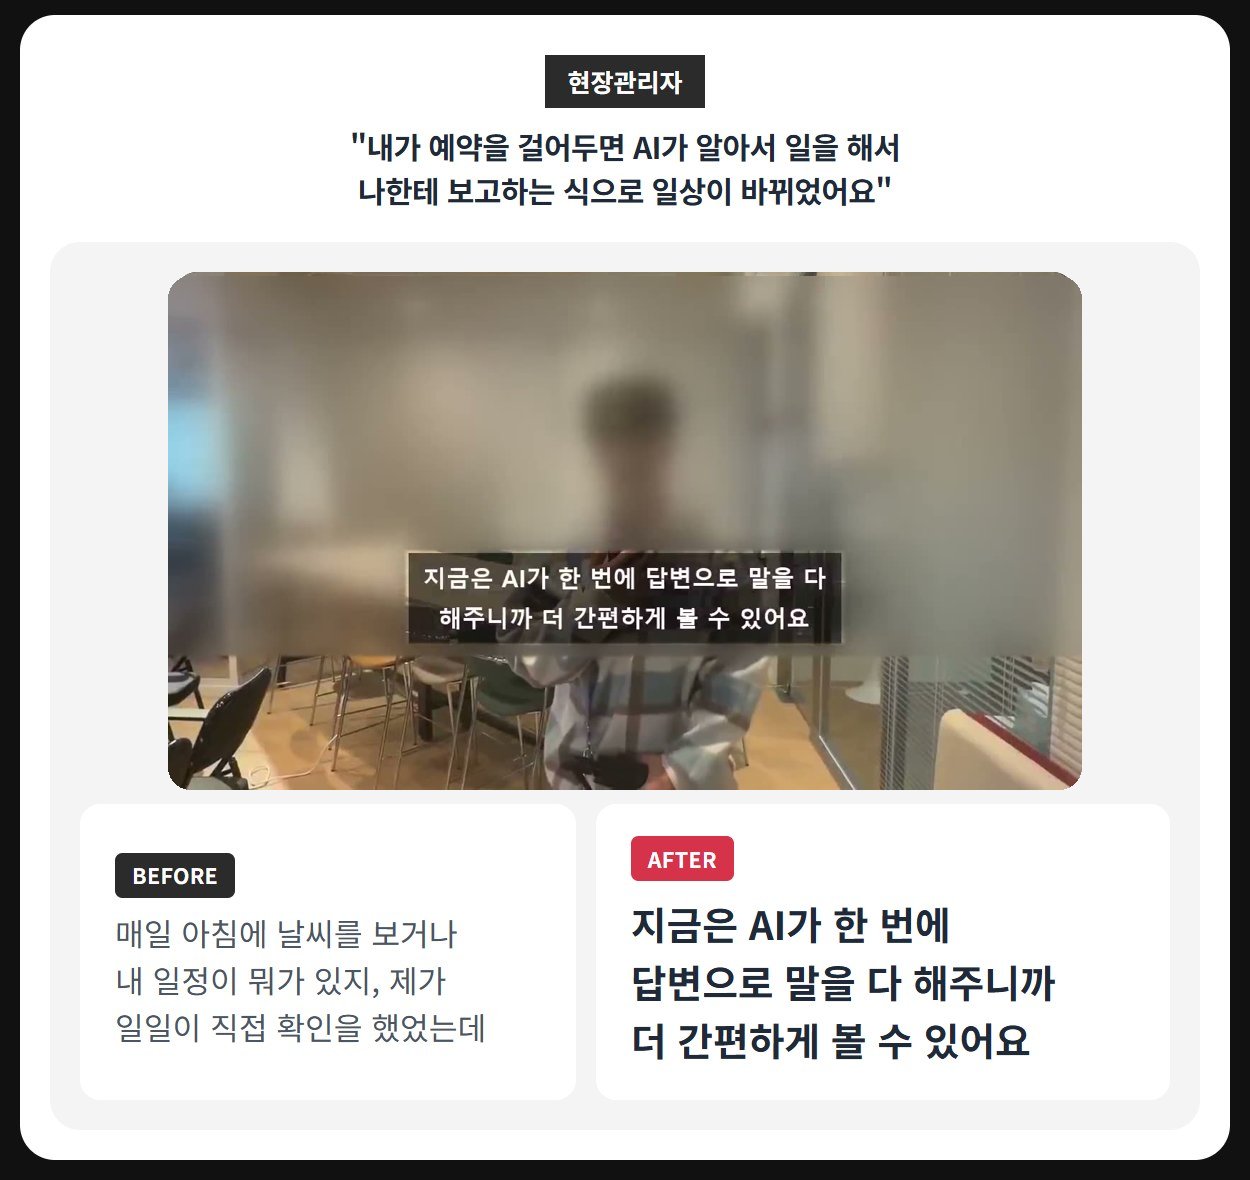 현장관리자
"내가 예약을 걸어두면 AI가 알아서 일을 해서
나한테 보고하는 식으로 일상이 바뀌었어요"
지금은 AI가 한 번에 답변으로 말을 다
해주니까 더 간편하게 볼 수 있어요
BEFORE
매일 아침에 날씨를 보거나
내 일정이 뭐가 있지, 제가
일일이 직접 확인을 했었는데
AFTER
지금은 AI가 한 번에
답변으로 말을 다 해주니까
더 간편하게 볼 수 있어요